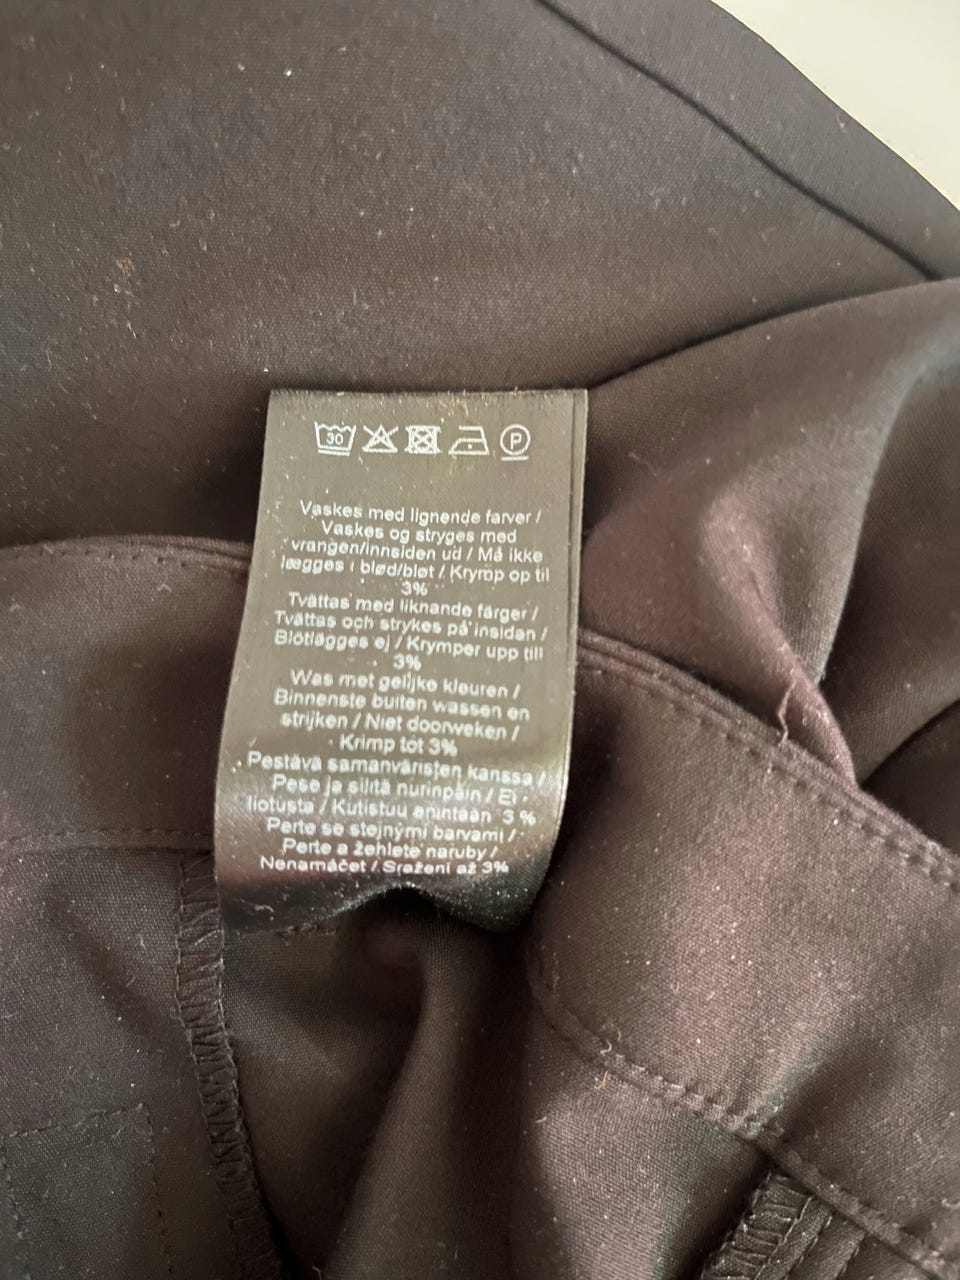 30 P
Vaskes med lignende farver /
Vaskes og stryges med
vrangen/innsiden ud / Må ikke
lægges i blød/bløt / Krymp op til
3%
Tvättas med liknande färger /
Tvättas och strykes på insidan /
Blötlägges ej / Krymper upp till
3%
Was met gelijke kleuren /
Binnenste buiten wassen en
strijken / Niet doorweken /
Krimp tot 3%
Pestävä samanväristen kanssa /
Pese ja silitä nurinpäin / Ei
liotusta / Kutistuu enintään 3 %
Perte se stejnými barvami /
Perte a žehlete naruby /
Nenamáčet / Sražení až 3%